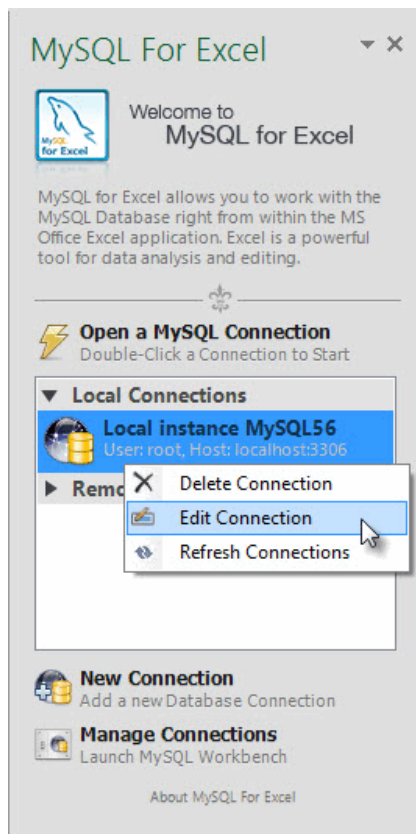 MySQL For Excel
Welcome to
MySQL for Excel
MySQL
for Excel
MySQL for Excel allows you to work with the
MySQL Database right from within the MS
Office Excel application. Excel is a powerful
tool for data analysis and editing.
Open a MySQL Connection
Double-Click a Connection to Start
Local Connections
Local instance MySQL56
User: root, Host: localhost:3306
Delete Connection
Edit Connection
Refresh Connections
New Connection
Add a new Database Connection
Manage Connections
Launch MySQL Workbench
About MySQL For Excel